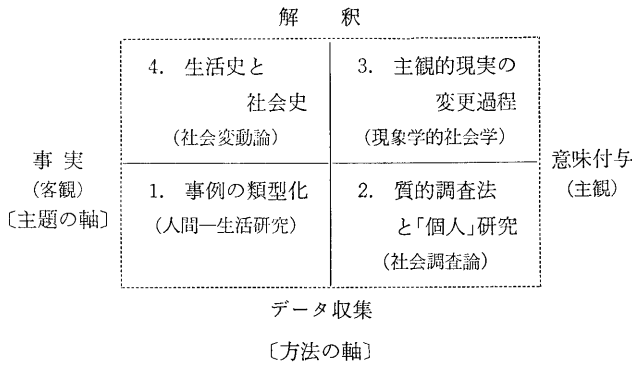 解　釈
4. 生活史と
社会史
(社会変動論)
3. 主観的現実の
変更過程
(現象学的社会学)
事 実
(客観)
〔主題の軸〕
意味付与
(主観)
1. 事例の類型化
(人間―生活研究)
2. 質的調査法
と「個人」研究
(社会調査論)
データ収集
〔方法の軸〕